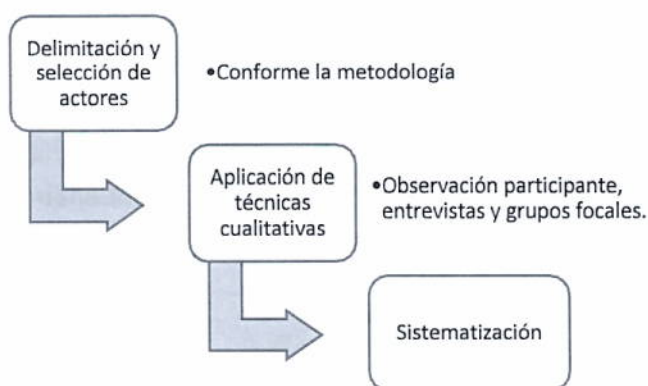 Delimitación y
selección de
actores
•Conforme la metodología
Aplicación de
técnicas
cualitativas
•Observación participante,
entrevistas y grupos focales.
Sistematización